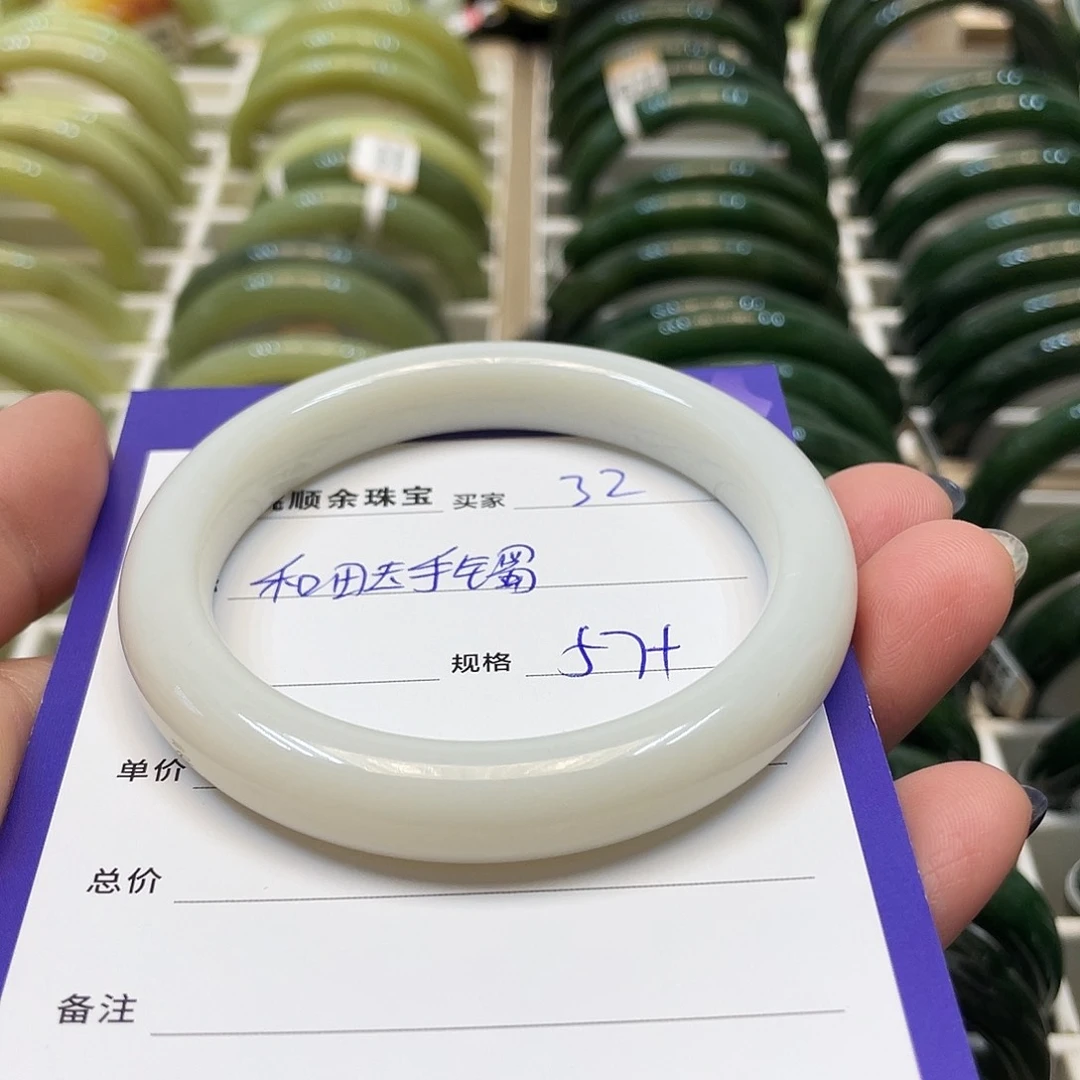 顺余珠宝 买家 32
和田玉手镯
规格 57+
单价
总价
备注